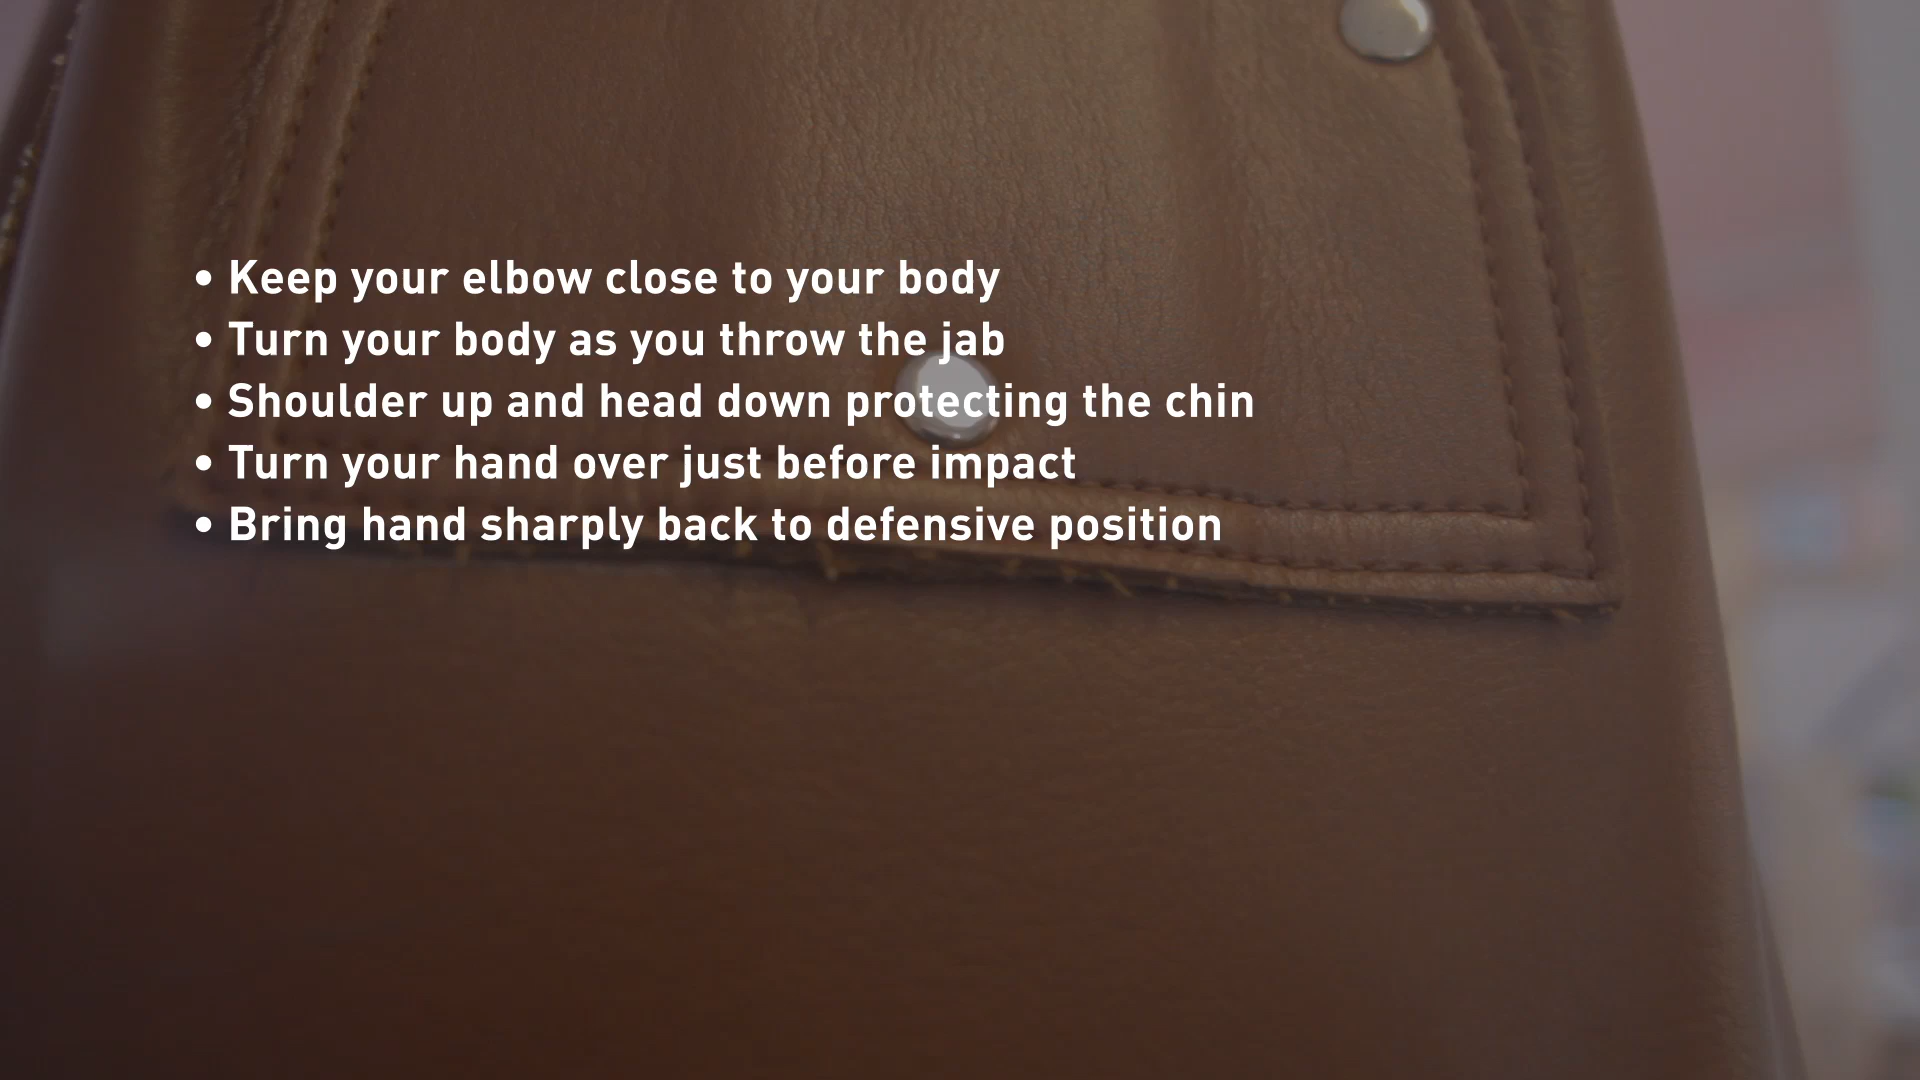 • Keep your elbow close to your body
• Turn your body as you throw the jab
• Shoulder up and head down protecting the chin
• Turn your hand over just before impact
• Bring hand sharply back to defensive position